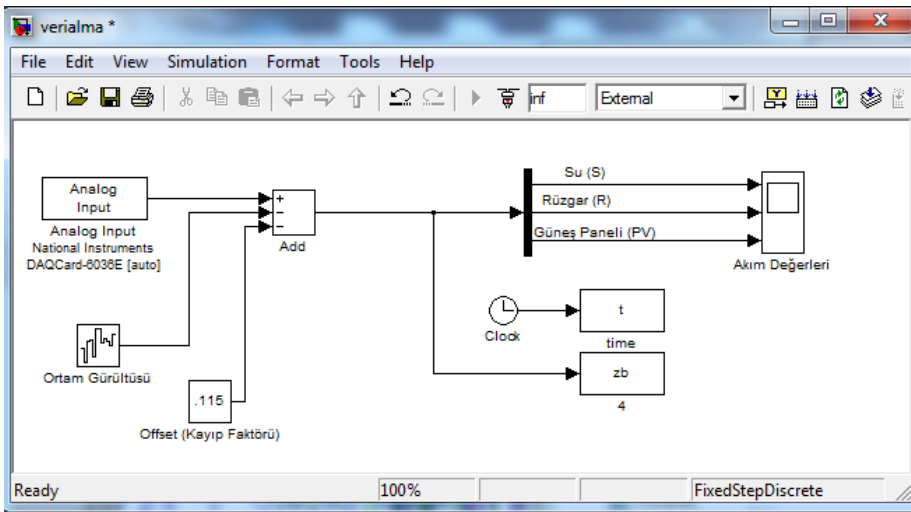 verialma *
File Edit View Simulation Format Tools Help
inf External
Analog
Input
Analog Input
National Instruments
DAQCard-6036E [auto]
+
−
−
Add
Su (S)
Rüzgar (R)
Güneş Paneli (PV)
Akım Değerleri
Clock
t
time
zb
4
Ortam Gürültüsü
.115
Offset (Kayıp Faktörü)
Ready 100% FixedStepDiscrete